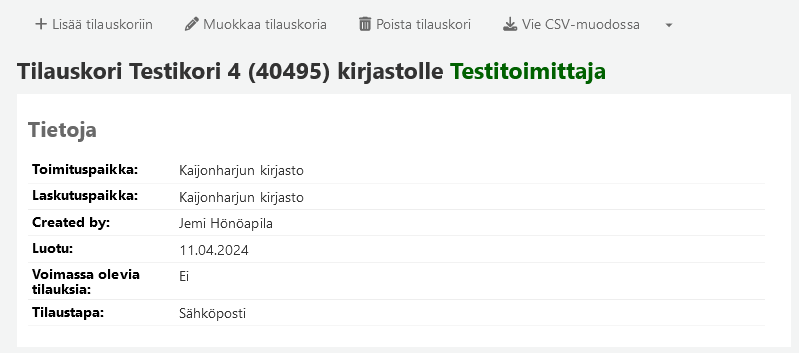 Lisää tilauskoriin Muokkaa tilauskoria Poista tilauskori Vie CSV-muodossa
Tilauskori Testikori 4 (40495) kirjastolle Testitoimittaja
Tietoja
Toimituspaikka: Kaijonharjun kirjasto
Laskutuspaikka: Kaijonharjun kirjasto
Created by: Jemi Hönöapila
Luotu: 11.04.2024
Voimassa olevia Ei
tilauksia:
Tilaustapa: Sähköposti